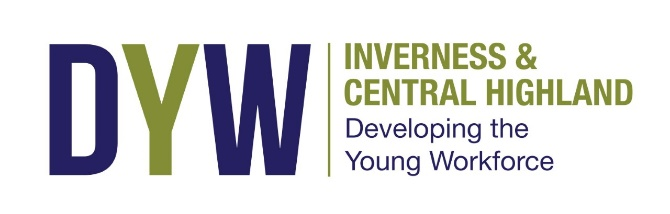 DYW
INVERNESS &
CENTRAL HIGHLAND
Developing the
Young Workforce